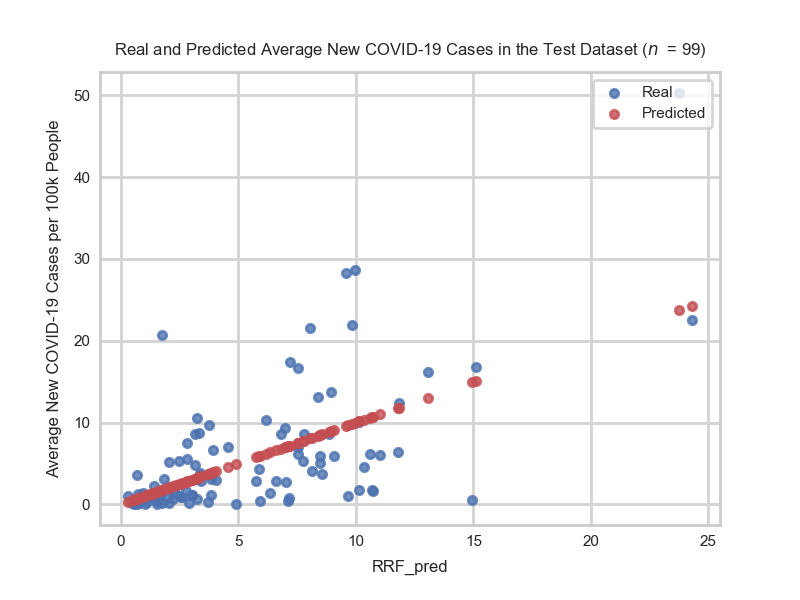 Real and Predicted Average New COVID-19 Cases in the Test Dataset (n = 99)
Real
Predicted
Average New COVID-19 Cases per 100k People
50
40
30
20
10
0
0 5 10 15 20 25
RRF_pred